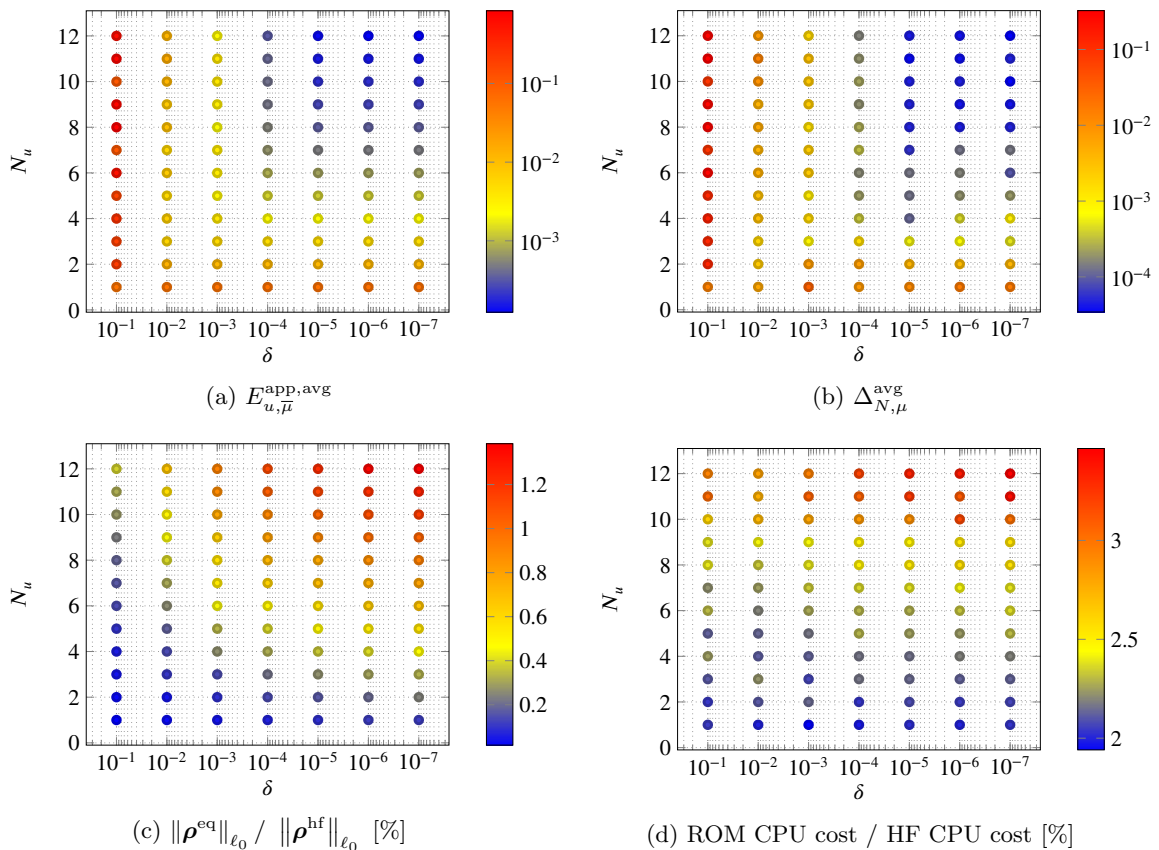 12
10
8
6
4
2
0
N_u
10^{-1} 10^{-2} 10^{-3} 10^{-4} 10^{-5} 10^{-6} 10^{-7}
δ
10^{-1}
10^{-2}
10^{-3}
(a) E_{u,\overline{μ}}^{app,avg}
12
10
8
6
4
2
0
N_u
10^{-1} 10^{-2} 10^{-3} 10^{-4} 10^{-5} 10^{-6} 10^{-7}
δ
10^{-1}
10^{-2}
10^{-3}
10^{-4}
(b) Δ_{N,μ}^{avg}
12
10
8
6
4
2
0
N_u
10^{-1} 10^{-2} 10^{-3} 10^{-4} 10^{-5} 10^{-6} 10^{-7}
δ
1.2
1
0.8
0.6
0.4
0.2
(c) ‖ρ^{eq}‖_{ℓ_0} / ‖ρ^{hf}‖_{ℓ_0} [%]
12
10
8
6
4
2
0
N_u
10^{-1} 10^{-2} 10^{-3} 10^{-4} 10^{-5} 10^{-6} 10^{-7}
δ
3
2.5
2
(d) ROM CPU cost / HF CPU cost [%]